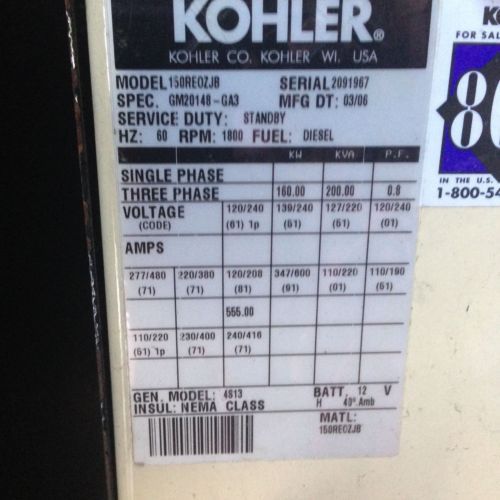 KOHLER
KOHLER CO. KOHLER WI. USA
MODEL 150REOZJB SERIAL 2091967
SPEC. GM20148-GA3 MFG DT: 03/06
SERVICE DUTY: STANDBY
HZ: 60 RPM: 1800 FUEL: DIESEL
KW KVA P.F.
SINGLE PHASE
THREE PHASE 160.00 200.00 0.8
VOLTAGE 120/240 139/240 127/220 120/240
(CODE) (61) 1p (61) (61) (01)
AMPS
277/480 220/380 120/208 347/600 110/220 110/190
(71) (71) (81) (91) (01) (61)
555.00
110/220 230/400 240/416
(61) 1p (71) (71)
GEN. MODEL: 4S13 BATT. 12 V
INSUL: NEMA CLASS H 40°.Amb
MATL:
150REOZJB
KO
FOR SAL
80
IN THE U.S.
1-800-54